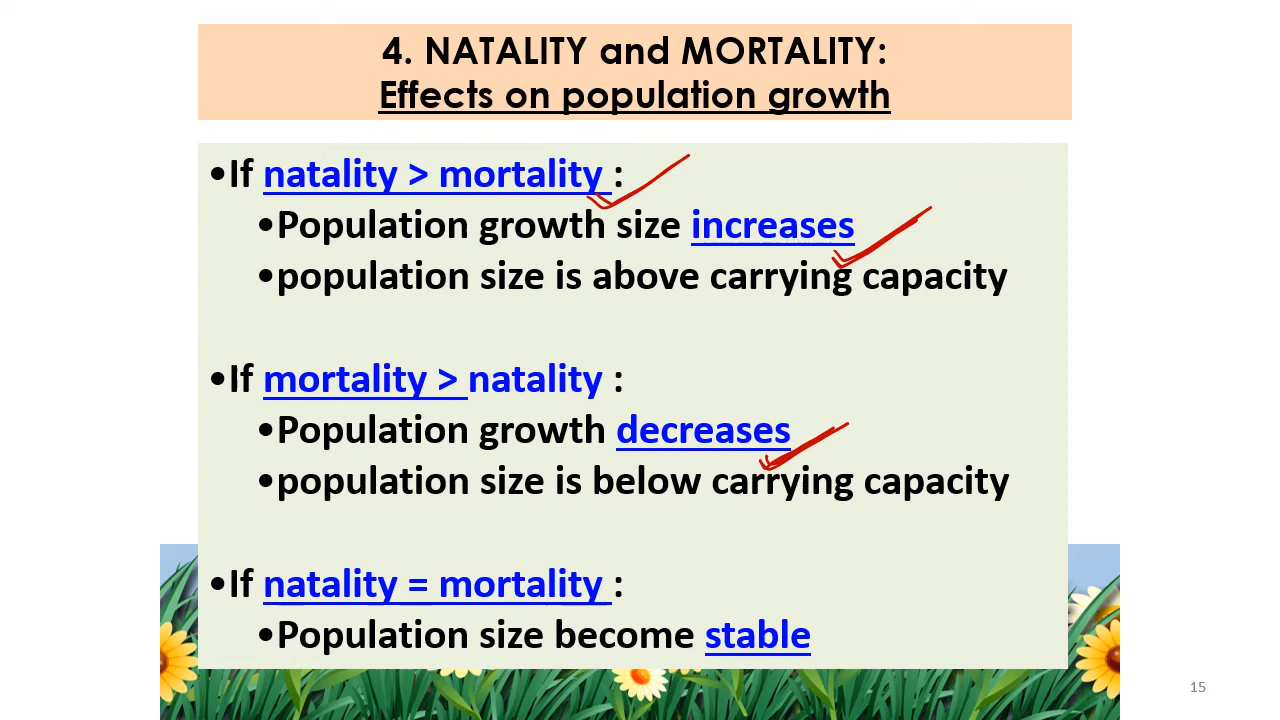 4. NATALITY and MORTALITY:
Effects on population growth
•If natality > mortality :
•Population growth size increases
•population size is above carrying capacity
•If mortality > natality :
•Population growth decreases
•population size is below carrying capacity
•If natality = mortality :
•Population size become stable
15